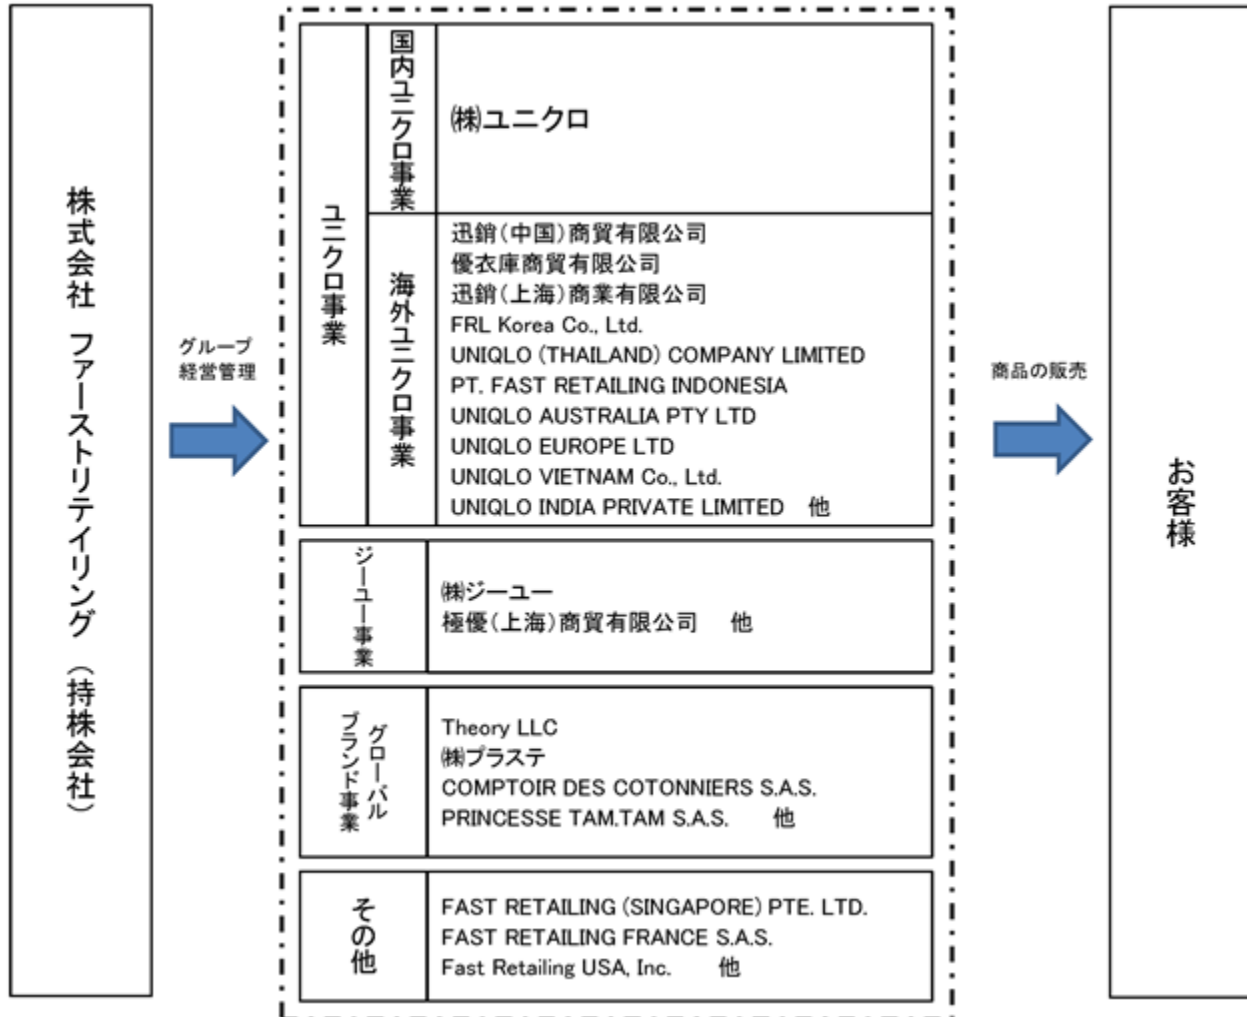 株式会社 ファーストリテイリング （持株会社）
グループ
経営管理
ユニクロ事業
国内ユニクロ事業
㈱ユニクロ
海外ユニクロ事業
迅銷（中国）商貿有限公司
優衣庫商貿有限公司
迅銷（上海）商業有限公司
FRL Korea Co., Ltd.
UNIQLO (THAILAND) COMPANY LIMITED
PT. FAST RETAILING INDONESIA
UNIQLO AUSTRALIA PTY LTD
UNIQLO EUROPE LTD
UNIQLO VIETNAM Co., Ltd.
UNIQLO INDIA PRIVATE LIMITED 他
ジーユー事業
㈱ジーユー
極優（上海）商貿有限公司 他
グローバル
ブランド事業
Theory LLC
㈱プラステ
COMPTOIR DES COTONNIERS S.A.S.
PRINCESSE TAM.TAM S.A.S. 他
その他
FAST RETAILING (SINGAPORE) PTE. LTD.
FAST RETAILING FRANCE S.A.S.
Fast Retailing USA, Inc. 他
商品の販売
お客様